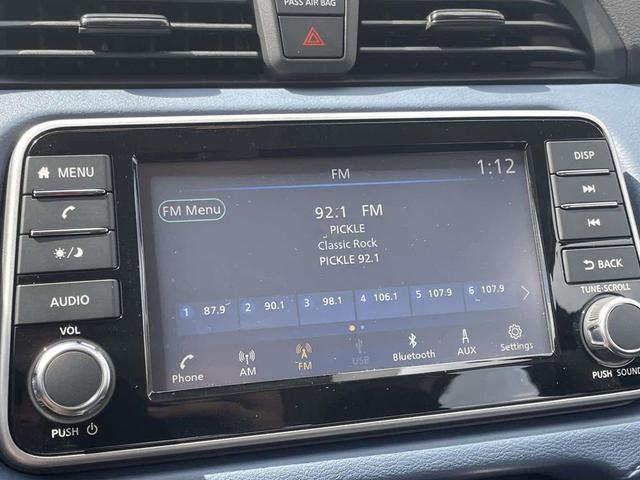 PASS AIR BAG
MENU
AUDIO
VOL
PUSH
FM
1:12
FM Menu
92.1 FM
PICKLE
Classic Rock
PICKLE 92.1
1 87.9
2 90.1
3 98.1
4 106.1
5 107.9
6 107.9
Phone
AM
FM
USB
Bluetooth
AUX
Settings
DISP
BACK
TUNE-SCROLL
PUSH SOUND